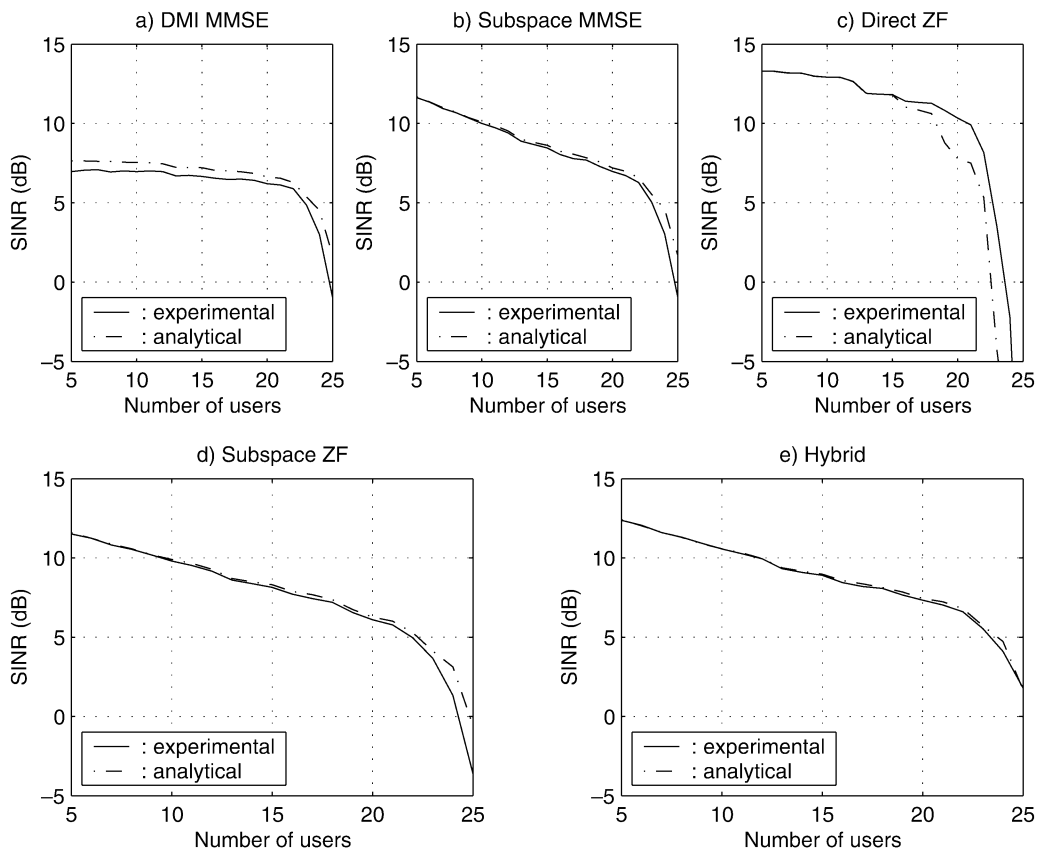 a) DMI MMSE
15
10
5
0
−5
SINR (dB)
: experimental
: analytical
5 10 15 20 25
Number of users
b) Subspace MMSE
15
10
5
0
−5
SINR (dB)
: experimental
: analytical
5 10 15 20 25
Number of users
c) Direct ZF
15
10
5
0
−5
SINR (dB)
: experimental
: analytical
5 10 15 20 25
Number of users
d) Subspace ZF
15
10
5
0
−5
SINR (dB)
: experimental
: analytical
5 10 15 20 25
Number of users
e) Hybrid
15
10
5
0
−5
SINR (dB)
: experimental
: analytical
5 10 15 20 25
Number of users